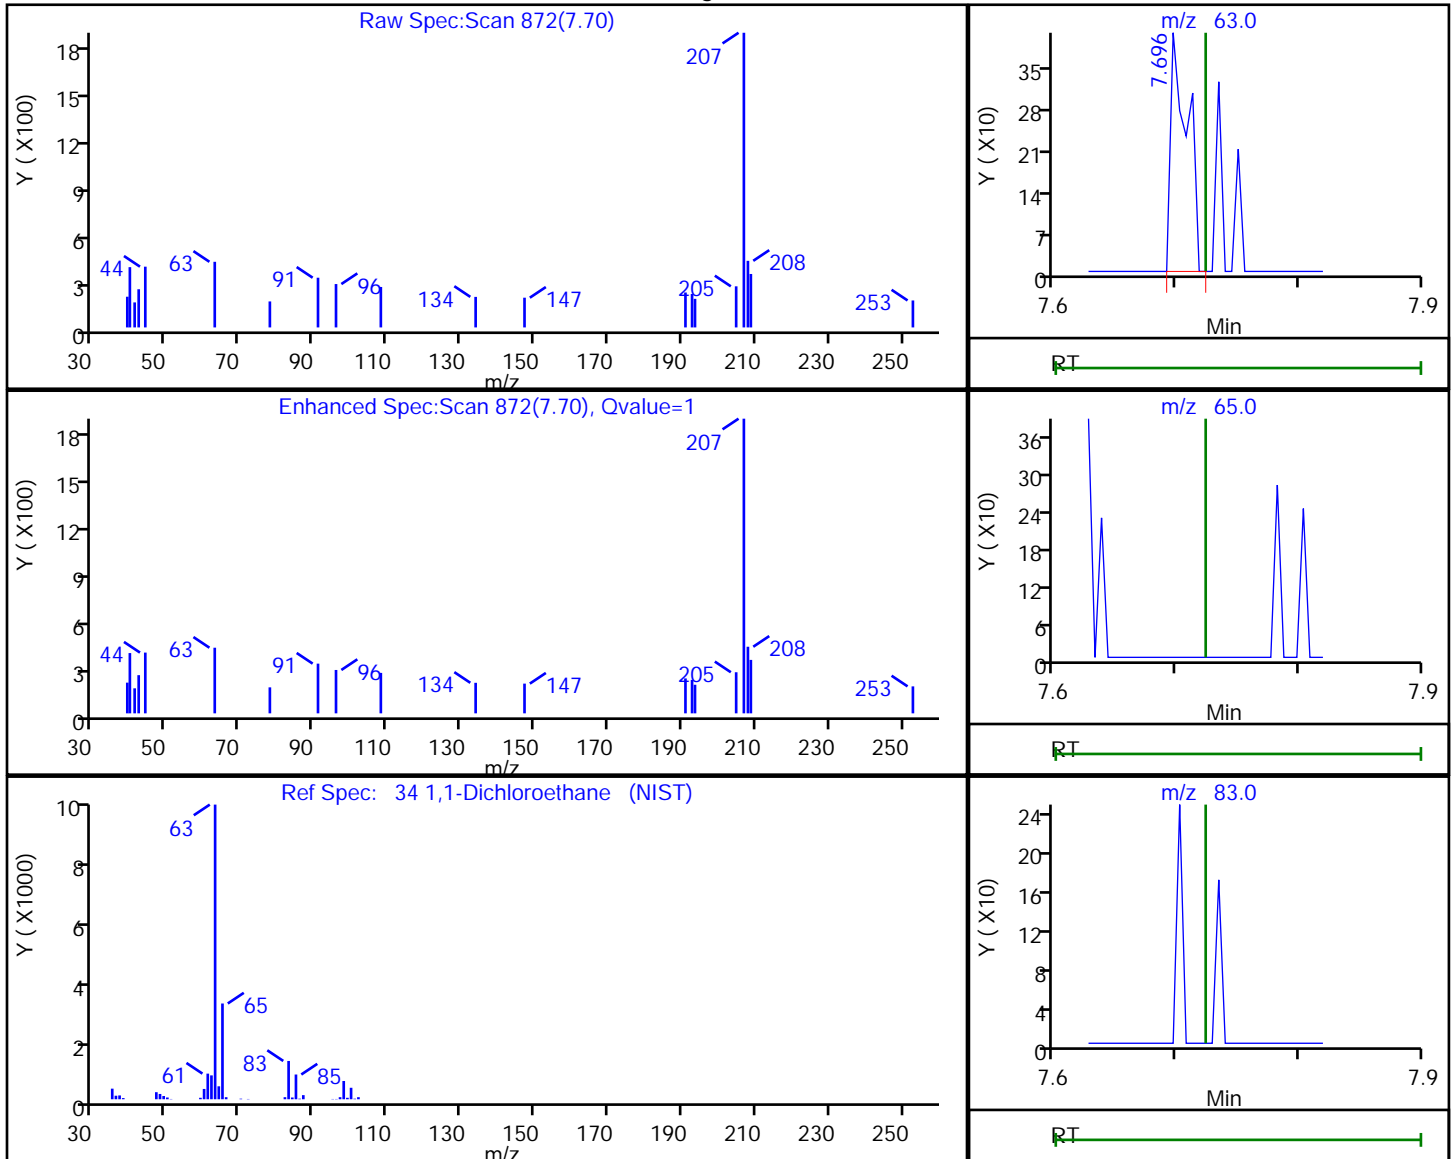 Raw Spec:Scan 872(7.70)
Y ( X100)
18
15
12
9
6
3
0
207
44
63
91
96
134
147
205
208
253
30 50 70 90 110 130 150 170 190 210 230 250
m/z
m/z 63.0
Y ( X10)
35
28
21
14
7
0
7.696
7.6 7.9
Min
RT
Enhanced Spec:Scan 872(7.70), Qvalue=1
Y ( X100)
18
15
12
9
6
3
0
207
44
63
91
96
134
147
205
208
253
30 50 70 90 110 130 150 170 190 210 230 250
m/z
m/z 65.0
Y ( X10)
36
30
24
18
12
6
0
7.6 7.9
Min
RT
Ref Spec: 34 1,1-Dichloroethane (NIST)
Y ( X1000)
10
8
6
4
2
0
63
65
61
83
85
30 50 70 90 110 130 150 170 190 210 230 250
m/z
m/z 83.0
Y ( X10)
24
20
16
12
8
4
0
7.6 7.9
Min
RT